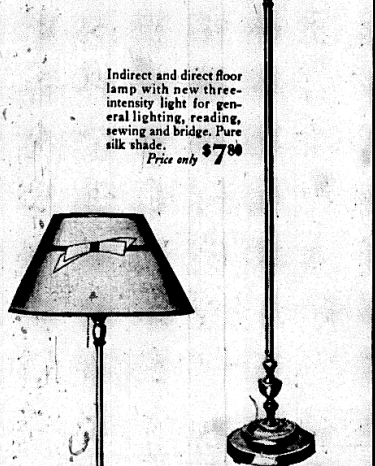 Indirect and direct floor
lamp with new three-
intensity light for gen-
eral lighting, reading,
sewing and bridge. Pure
silk shade. $7 80
Price only